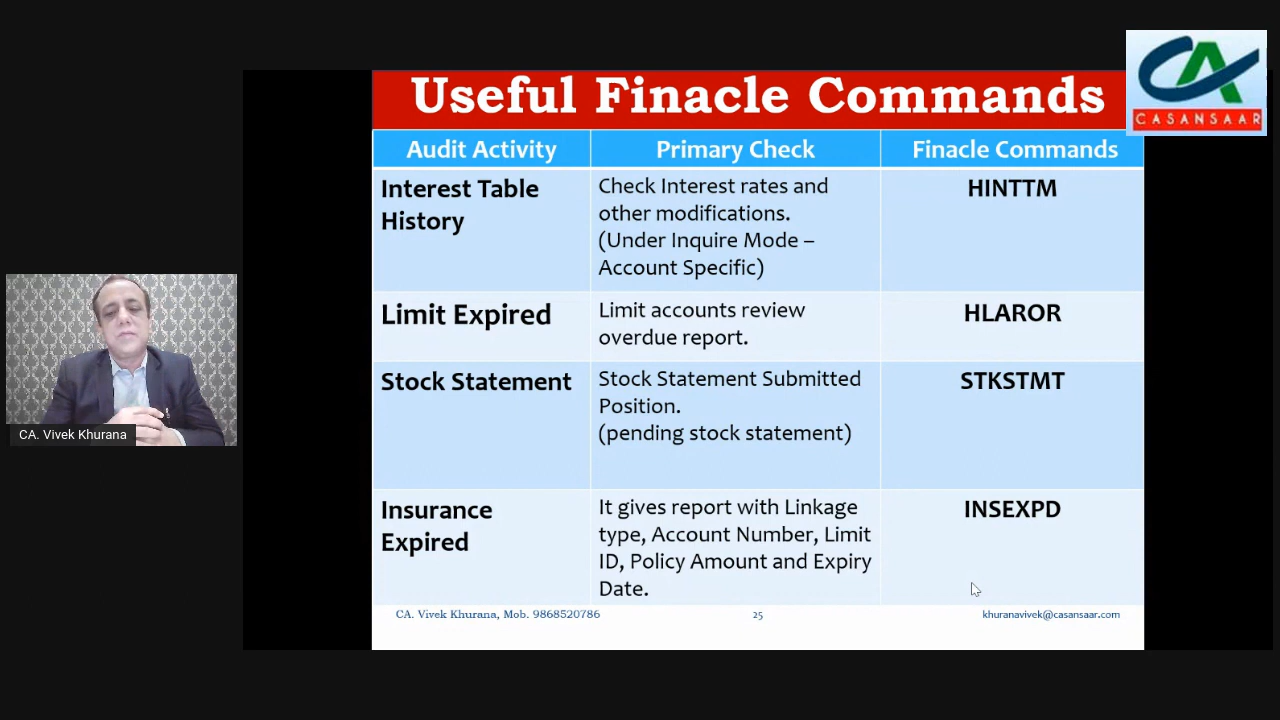 Useful Finacle Commands
CASANSAAR
Audit Activity
Primary Check
Finacle Commands
Interest Table
History
Check Interest rates and
other modifications.
(Under Inquire Mode –
Account Specific)
HINTTM
Limit Expired
Limit accounts review
overdue report.
HLAROR
Stock Statement
Stock Statement Submitted
Position.
(pending stock statement)
STKSTMT
Insurance
Expired
It gives report with Linkage
type, Account Number, Limit
ID, Policy Amount and Expiry
Date.
INSEXPD
CA. Vivek Khurana
CA. Vivek Khurana, Mob. 9868520786
25
khuranavivek@casansaar.com